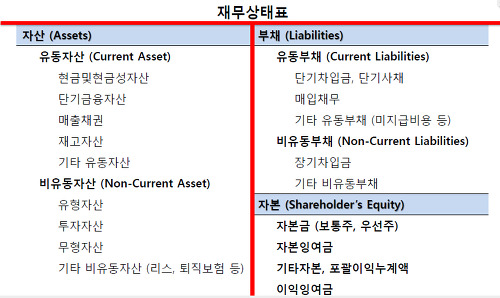 재무상태표
자산 (Assets)
유동자산 (Current Asset)
현금및현금성자산
단기금융자산
매출채권
재고자산
기타 유동자산
비유동자산 (Non-Current Asset)
유형자산
투자자산
무형자산
기타 비유동자산 (리스, 퇴직보험 등)
부채 (Liabilities)
유동부채 (Current Liabilities)
단기차입금, 단기사채
매입채무
기타 유동부채 (미지급비용 등)
비유동부채 (Non-Current Liabilities)
장기차입금
기타 비유동부채
자본 (Shareholder's Equity)
자본금 (보통주, 우선주)
자본잉여금
기타자본, 포괄이익누계액
이익잉여금